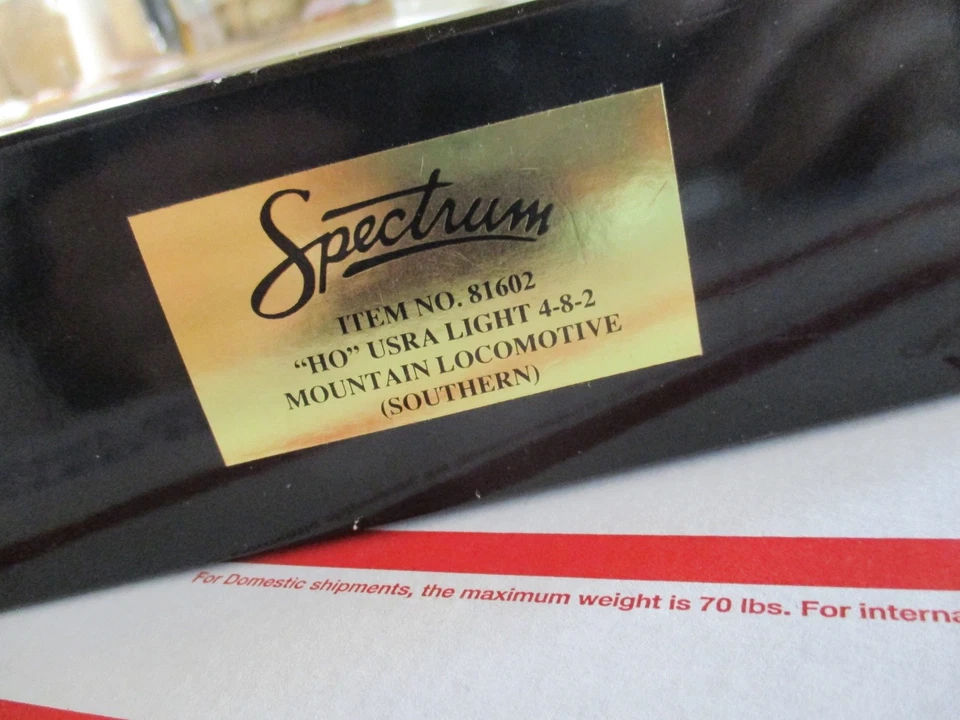 Spectrum
ITEM NO. 81602
“HO” USRA LIGHT 4-8-2
MOUNTAIN LOCOMOTIVE
(SOUTHERN)
For Domestic shipments, the maximum weight is 70 lbs. For interna